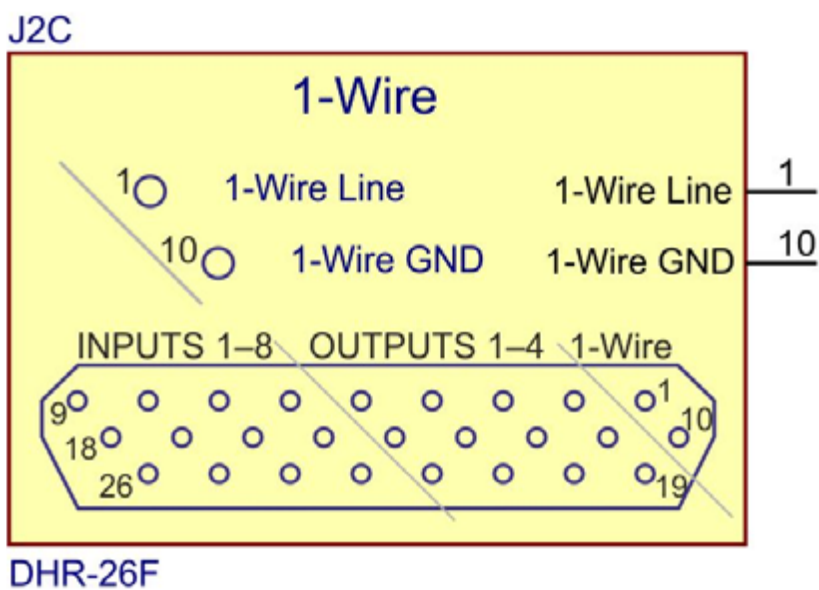 J2C
1-Wire
1 1-Wire Line 1-Wire Line 1
10 1-Wire GND 1-Wire GND 10
INPUTS 1–8 OUTPUTS 1–4 1-Wire
9 1
18 10
26 19
DHR-26F